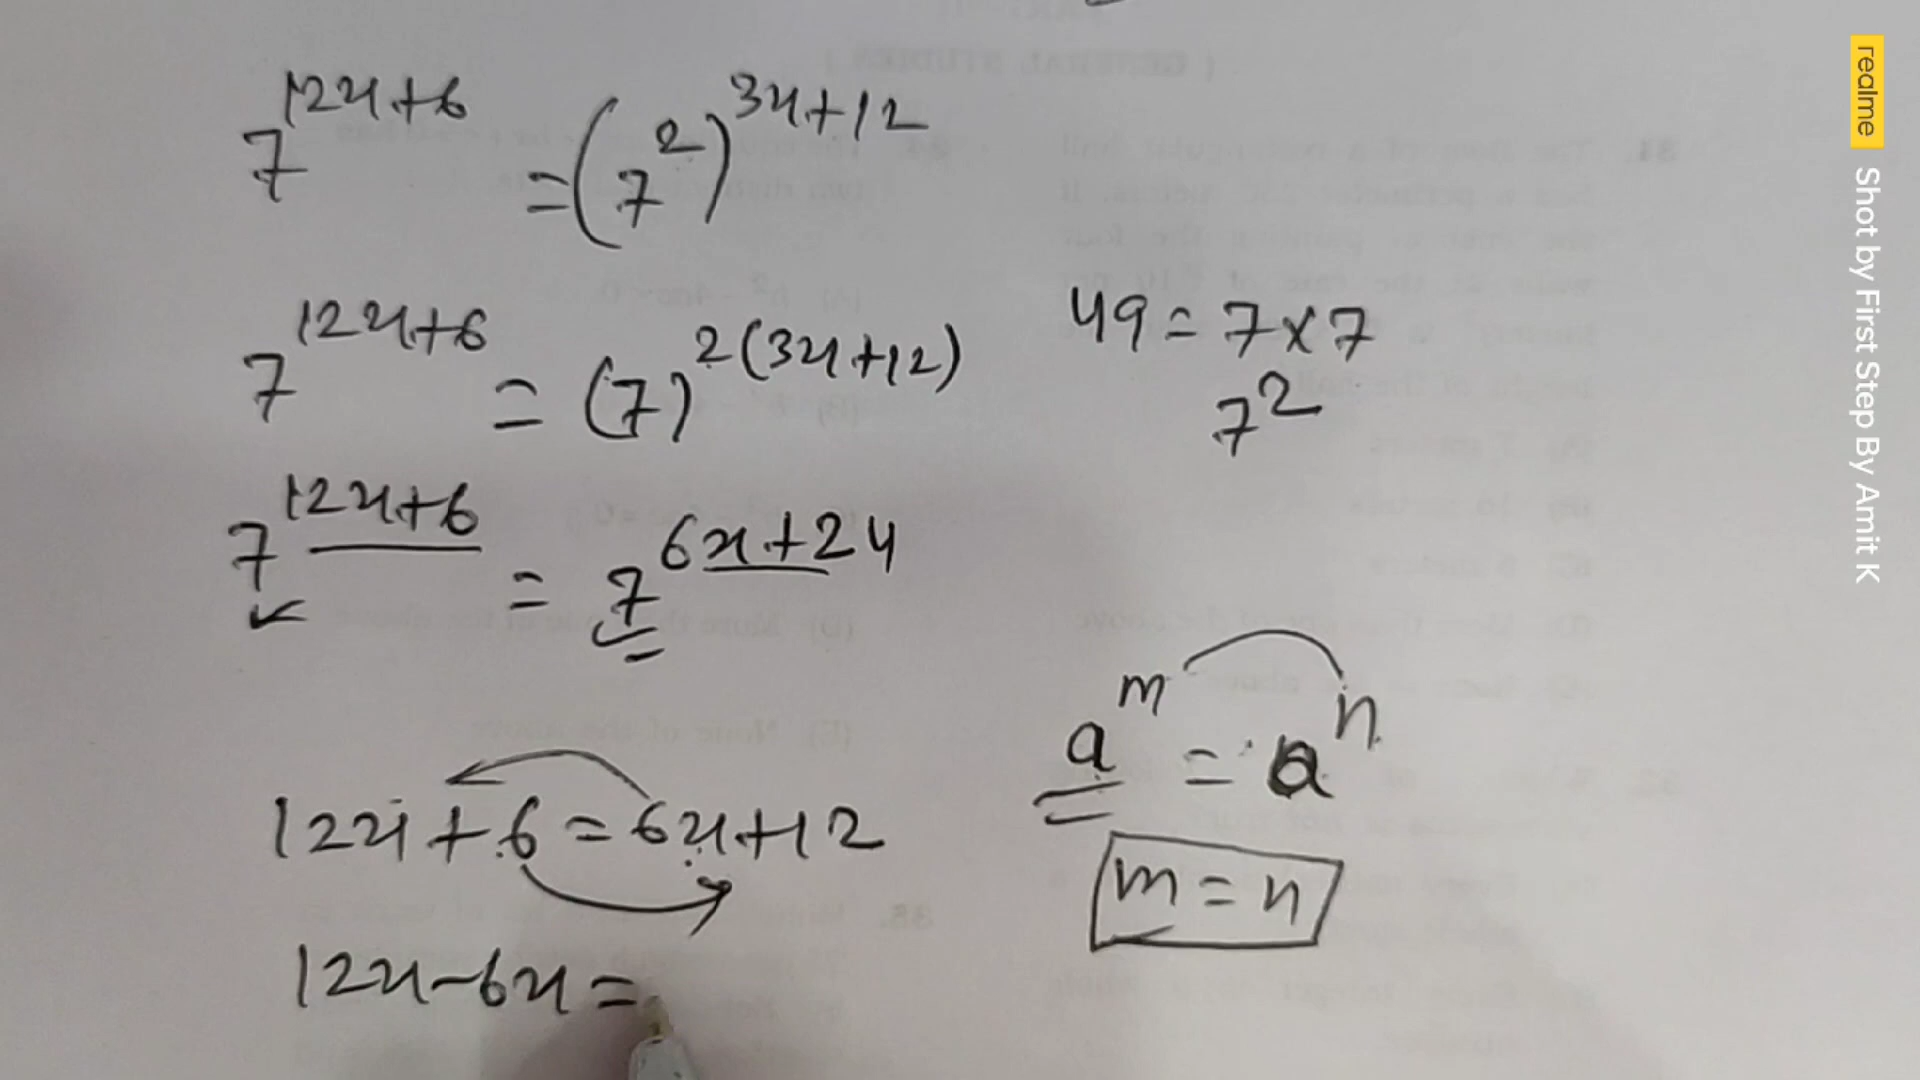 7^{12x+6} = (7^2)^{3x+12}
7^{12x+6} = (7)^{2(3x+12)}
7^{12x+6} = 7^{6x+24}
12x+6=6x+12
12x-6x=
49=7×7
7^2
a^m = a^n
m=n
realme Shot by First Step By Amit K